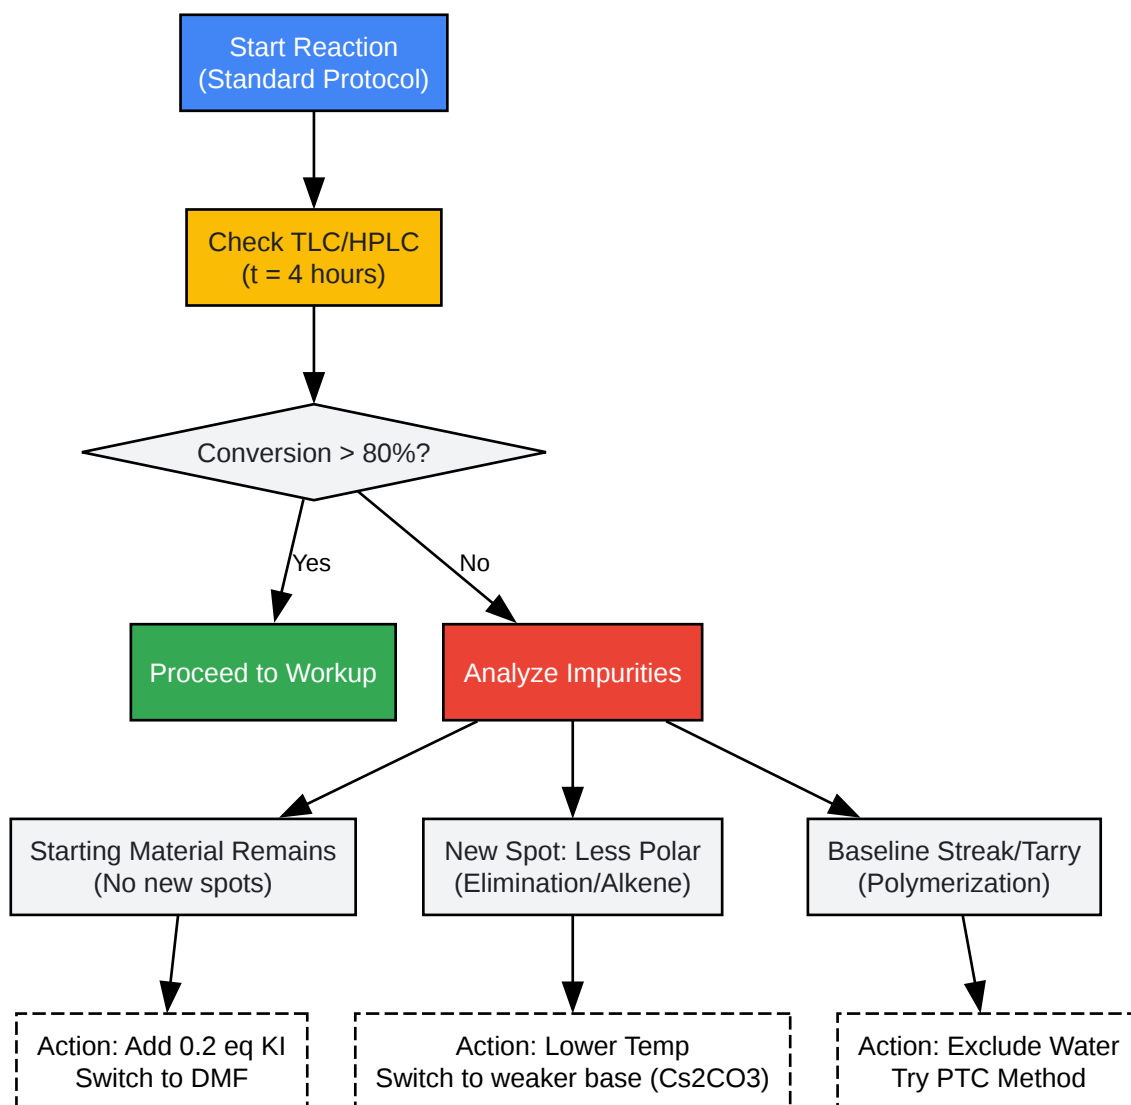 Start Reaction
(Standard Protocol)
Check TLC/HPLC
(t = 4 hours)
Conversion > 80%?
Yes
No
Proceed to Workup
Analyze Impurities
Starting Material Remains
(No new spots)
New Spot: Less Polar
(Elimination/Alkene)
Baseline Streak/Tarry
(Polymerization)
Action: Add 0.2 eq KI
Switch to DMF
Action: Lower Temp
Switch to weaker base (Cs2CO3)
Action: Exclude Water
Try PTC Method